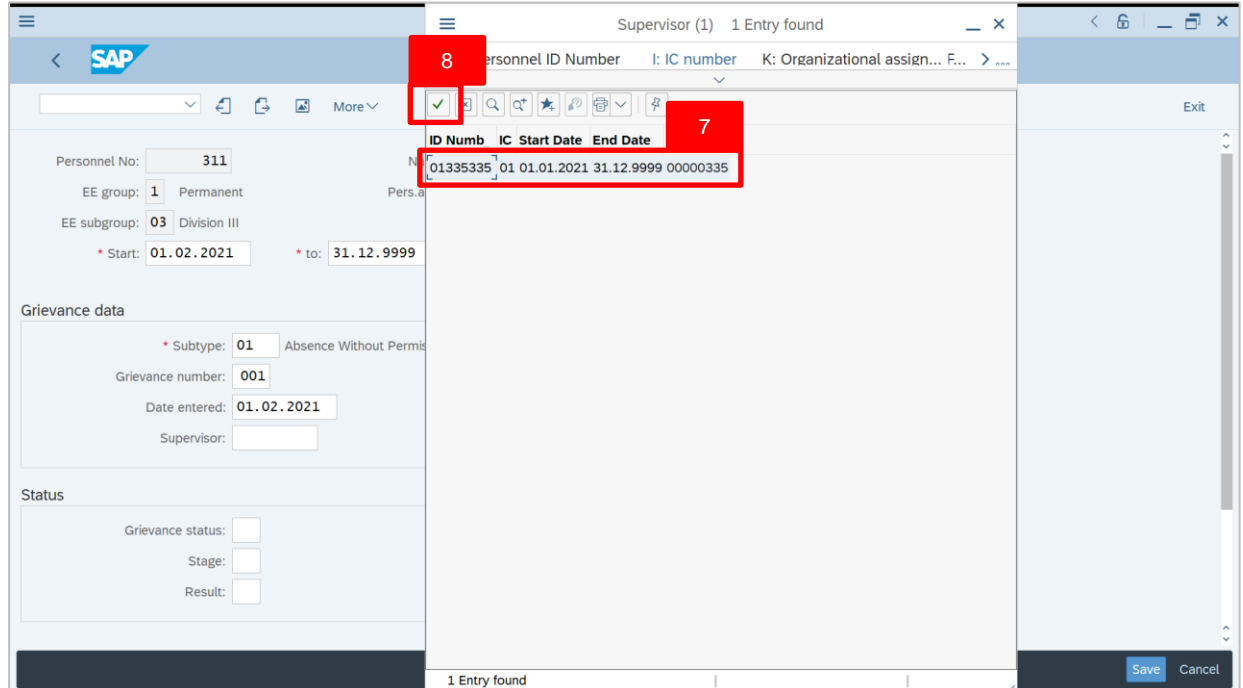 Supervisor (1) 1 Entry found
SAP
8
ersonnel ID Number I: IC number K: Organizational assign... F...
More
Exit
7
ID Numb IC Start Date End Date
01335335 01 01.01.2021 31.12.9999 00000335
Personnel No: 311 N
EE group: 1 Permanent Pers.a
EE subgroup: 03 Division III
* Start: 01.02.2021 * to: 31.12.9999
Grievance data
* Subtype: 01 Absence Without Permis
Grievance number: 001
Date entered: 01.02.2021
Supervisor:
Status
Grievance status:
Stage:
Result:
Save Cancel
1 Entry found